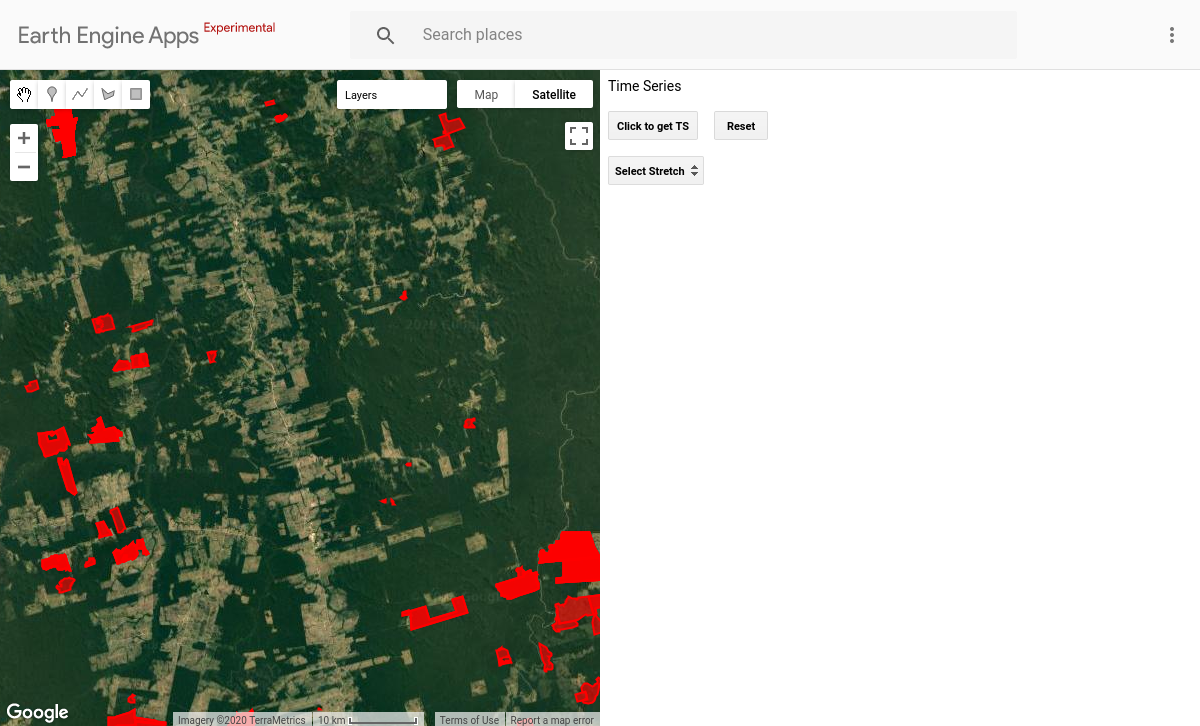 Earth Engine Apps Experimental
Search places
Layers
Map
Satellite
Time Series
Click to get TS
Reset
Select Stretch
Google
Imagery ©2020 TerraMetrics
10 km
Terms of Use
Report a map error